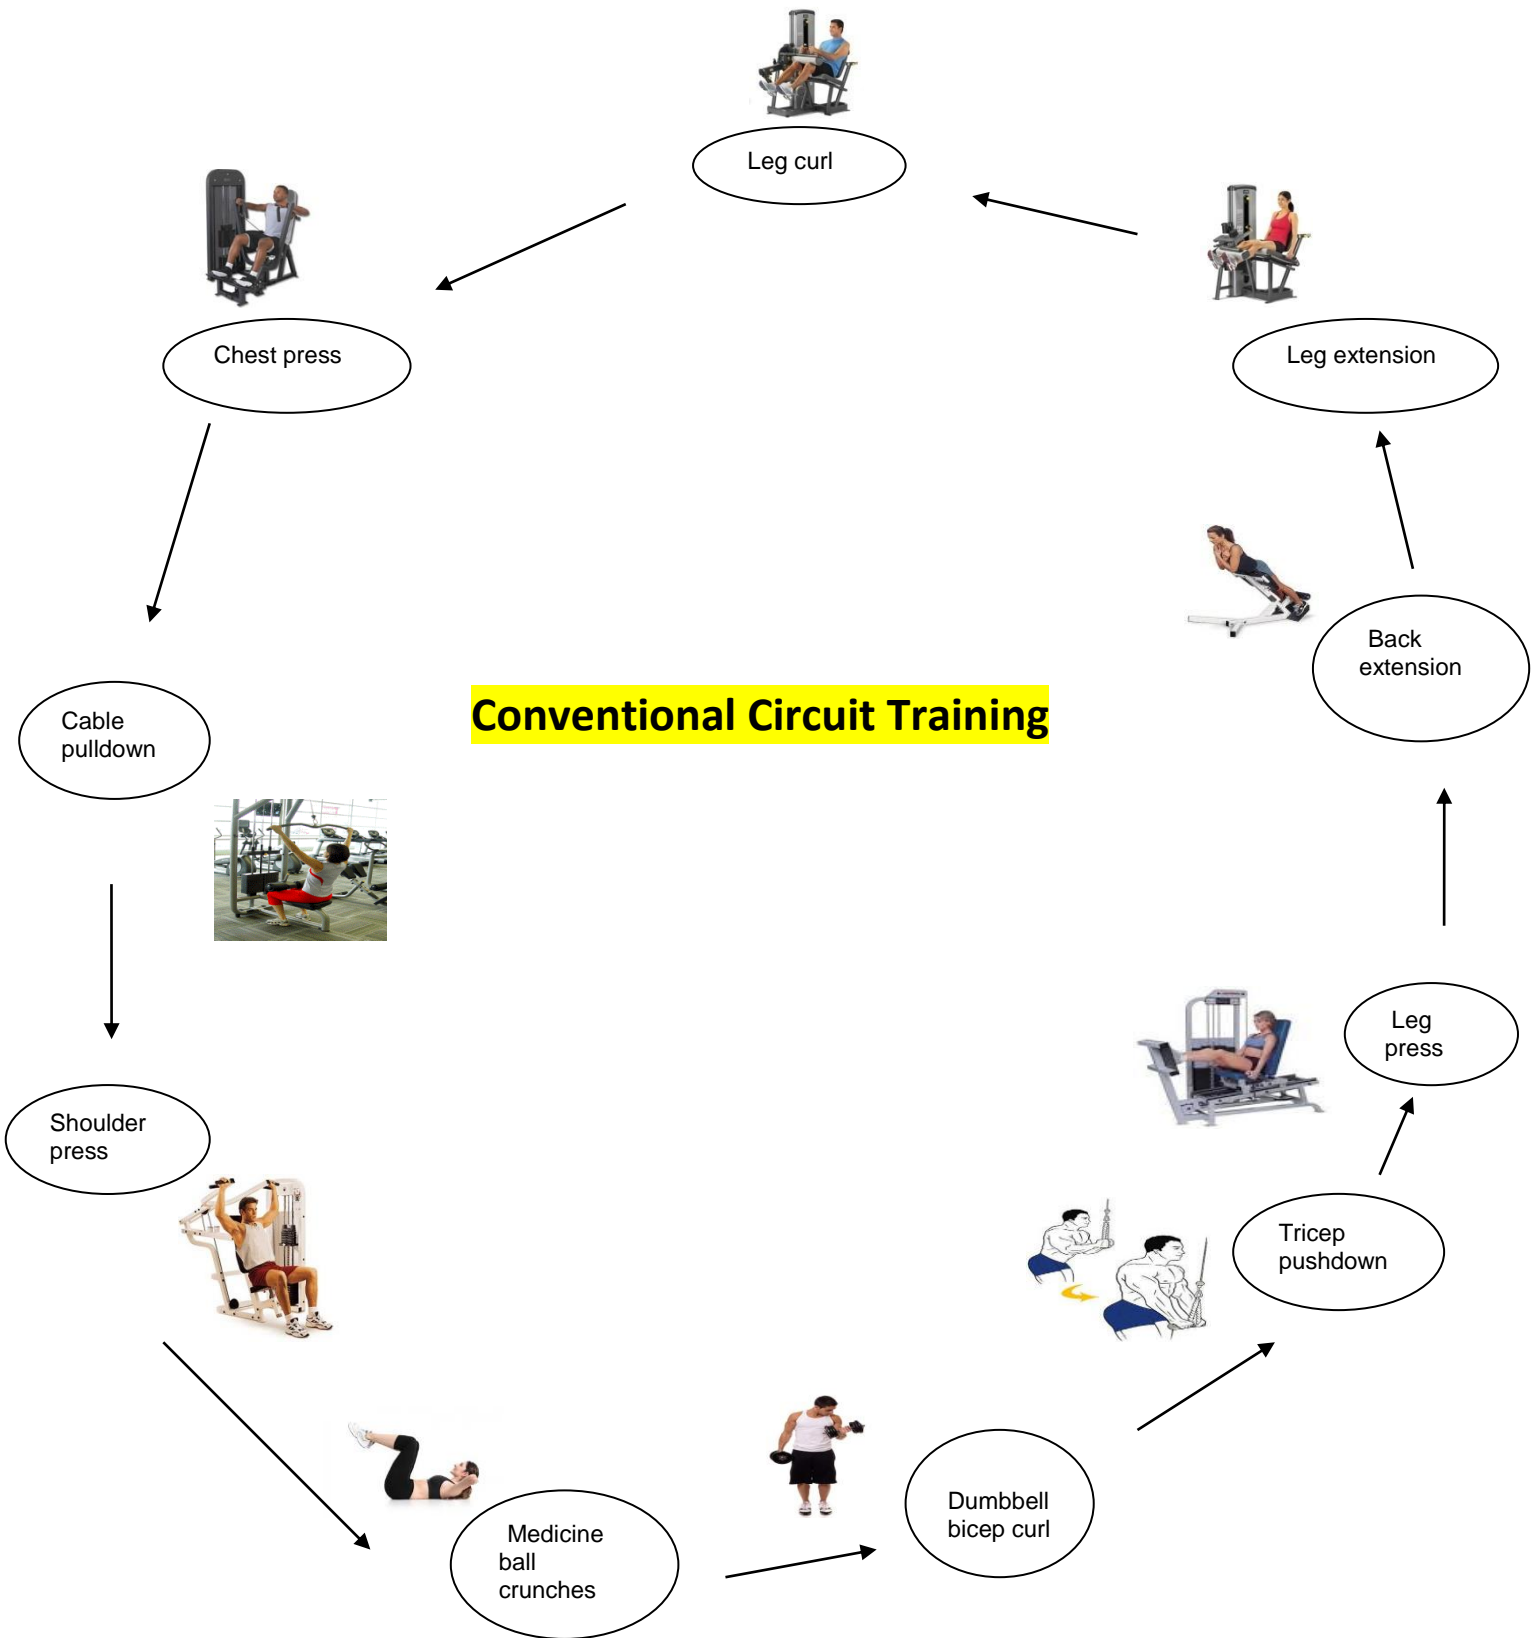 Leg curl
Chest press
Leg extension
Back
extension
Cable
pulldown
Conventional Circuit Training
Leg
press
Shoulder
press
Tricep
pushdown
Dumbbell
bicep curl
Medicine
ball
crunches